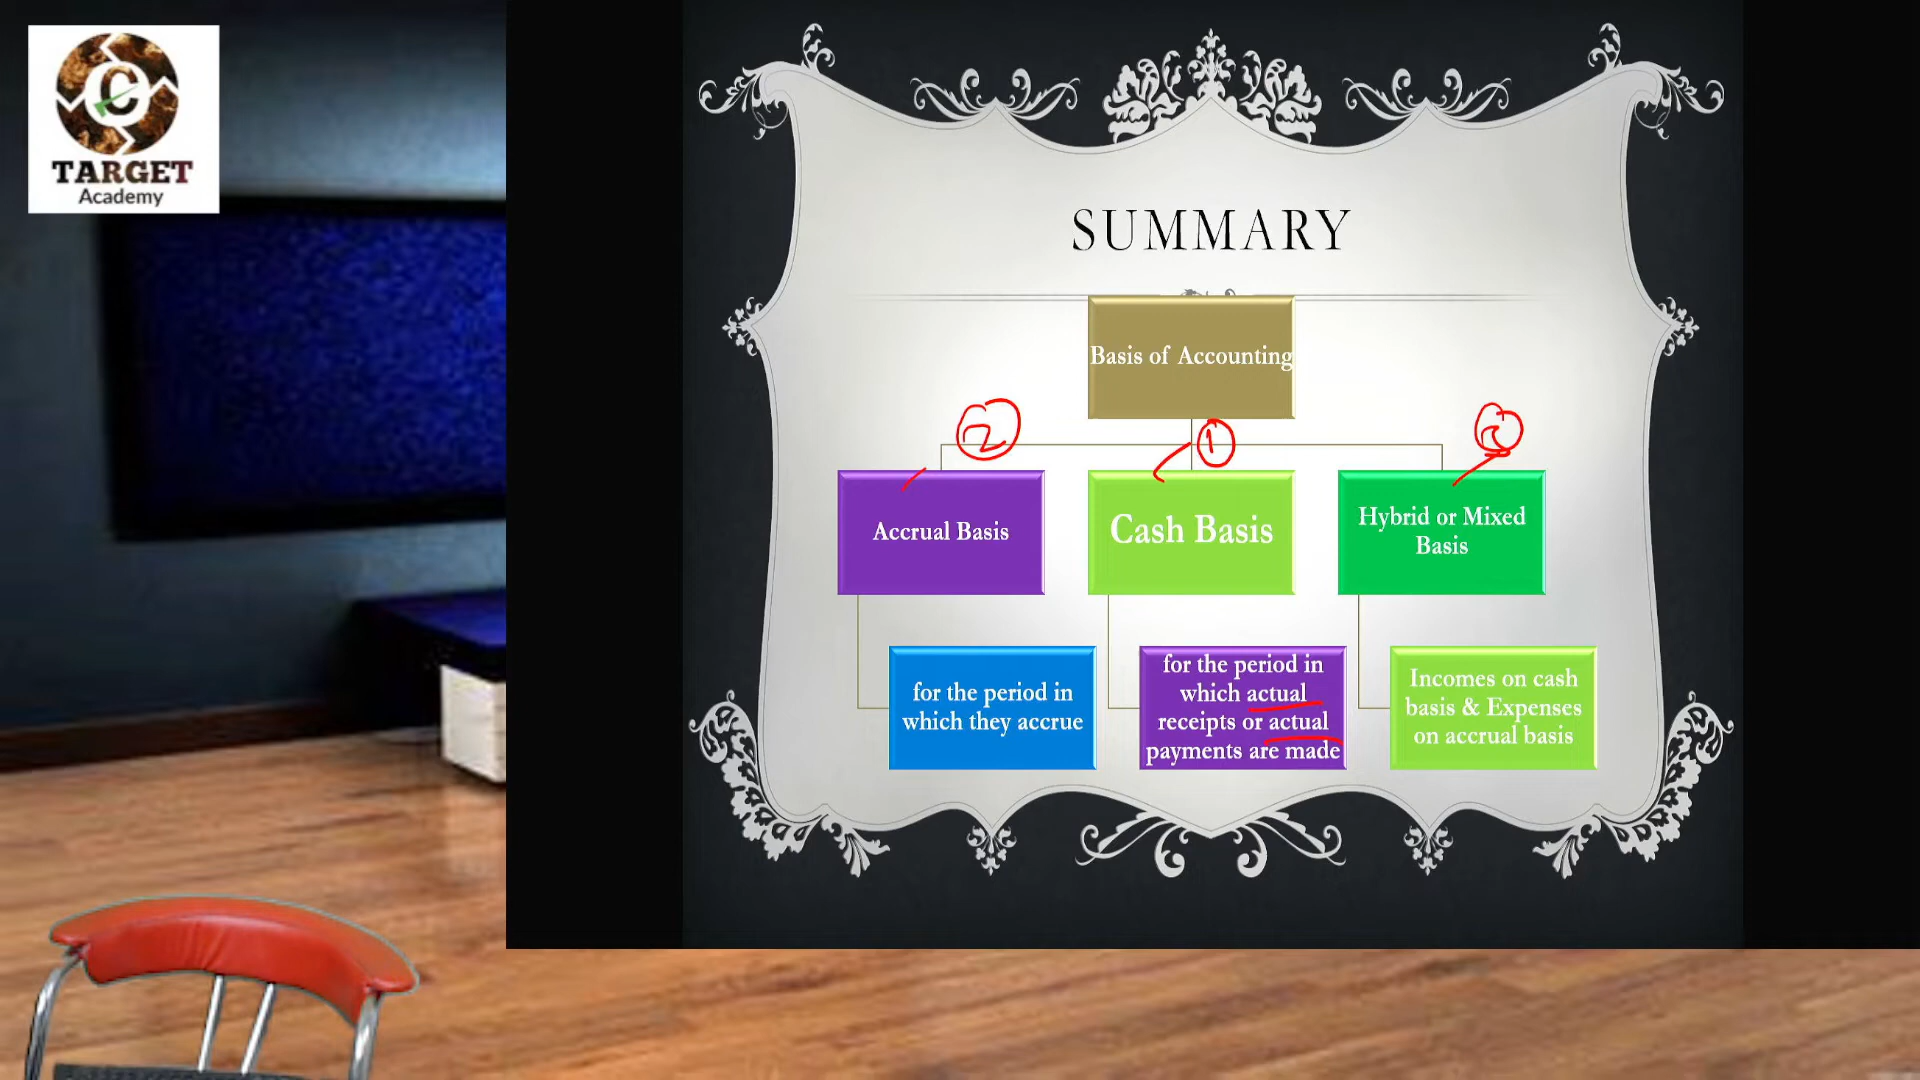 TARGET
Academy
SUMMARY
Basis of Accounting
2
1
Accrual Basis
Cash Basis
Hybrid or Mixed
Basis
for the period in
which they accrue
for the period in
which actual
receipts or actual
payments are made
Incomes on cash
basis & Expenses
on accrual basis